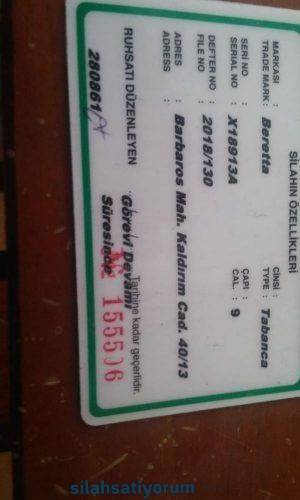 SİLAHIN ÖZELLİKLERİ
MARKASI
TRADE MARK : Beretta
CİNSİ
TYPE : Tabanca
SERİ NO
SERIAL NO : X18913A
ÇAPI
CAL. : 9
DEFTER NO
FILE NO : 2018/130
ADRES
ADRESS : Barbaros Mah. Kaldırım Cad. 40/13
RUHSATI DÜZENLEYEN
280861/A
Görevi Devamı
Süresince
Tarihine kadar geçerlidir.
155506
silahsatiyorum